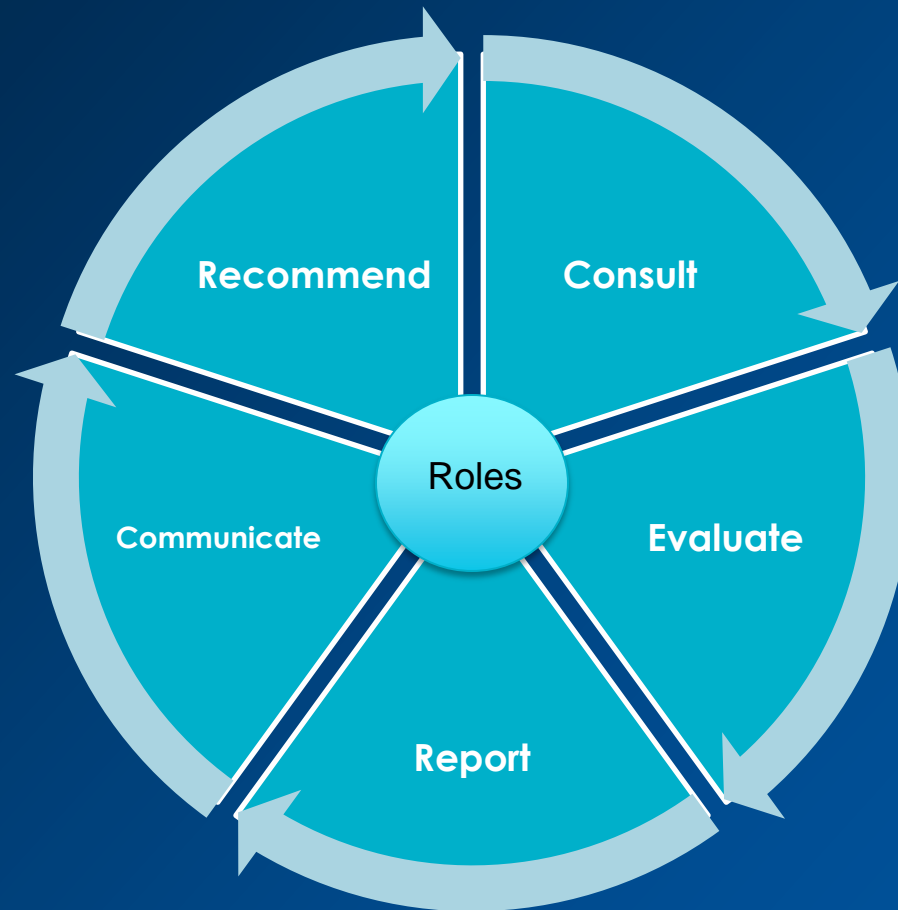 Recommend
Consult
Roles
Communicate
Evaluate
Report